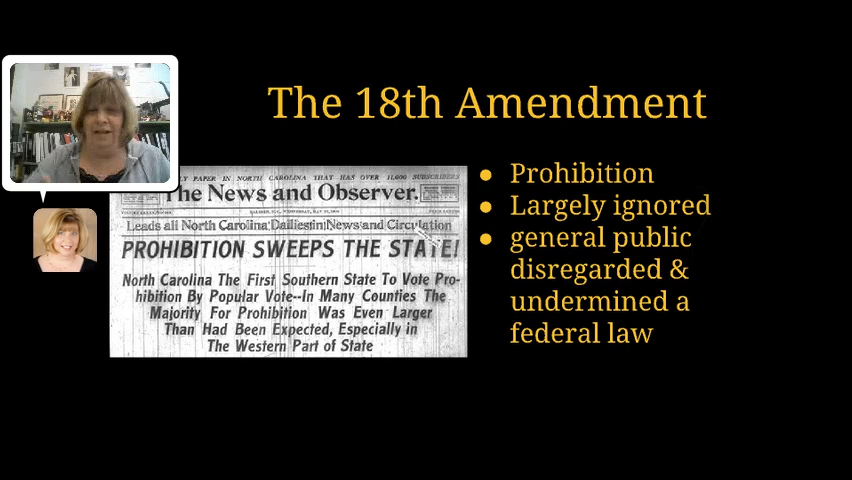 The 18th Amendment
LY PAPER IN NORTH CAROLINA THAT HAS OVER 11,000 SUBSCRIBERS
The News and Observer.
Leads all North Carolina Dailies in News and Circulation
PROHIBITION SWEEPS THE STATE!
North Carolina The First Southern State To Vote Pro-
hibition By Popular Vote--In Many Counties The
Majority For Prohibition Was Even Larger
Than Had Been Expected, Especially in
The Western Part of State
● Prohibition
● Largely ignored
● general public
disregarded &
undermined a
federal law